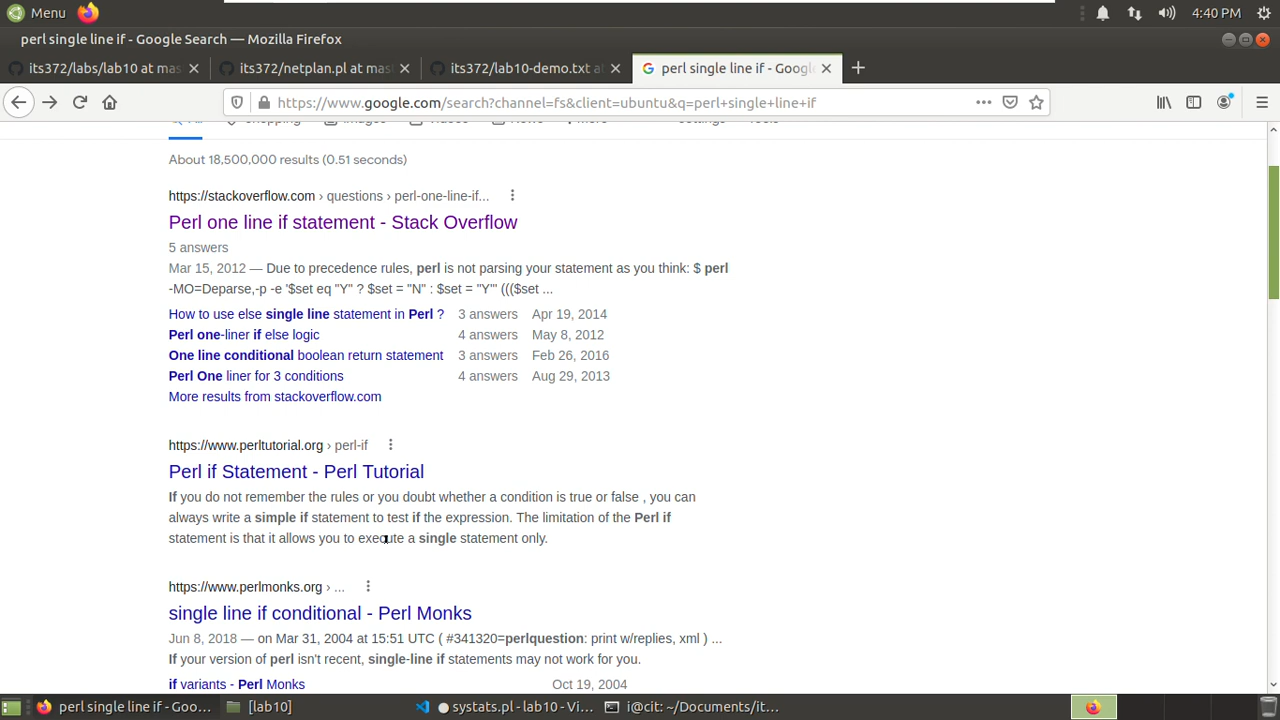 Menu
4:40 PM
perl single line if - Google Search — Mozilla Firefox
its372/labs/lab10 at mas
its372/netplan.pl at mast
its372/lab10-demo.txt at
perl single line if - Googl
https://www.google.com/search?channel=fs&client=ubuntu&q=perl+single+line+if
About 18,500,000 results (0.51 seconds)
https://stackoverflow.com › questions › perl-one-line-if...
Perl one line if statement - Stack Overflow
5 answers
Mar 15, 2012 — Due to precedence rules, perl is not parsing your statement as you think: $ perl
-MO=Deparse,-p -e '$set eq "Y" ? $set = "N" : $set = "Y"' ((($set ...
How to use else single line statement in Perl ? 3 answers Apr 19, 2014
Perl one-liner if else logic 4 answers May 8, 2012
One line conditional boolean return statement 3 answers Feb 26, 2016
Perl One liner for 3 conditions 4 answers Aug 29, 2013
More results from stackoverflow.com
https://www.perltutorial.org › perl-if
Perl if Statement - Perl Tutorial
If you do not remember the rules or you doubt whether a condition is true or false , you can
always write a simple if statement to test if the expression. The limitation of the Perl if
statement is that it allows you to execute a single statement only.
https://www.perlmonks.org › ...
single line if conditional - Perl Monks
Jun 8, 2018 — on Mar 31, 2004 at 15:51 UTC ( #341320=perlquestion: print w/replies, xml ) ...
If your version of perl isn't recent, single-line if statements may not work for you.
if variants - Perl Monks Oct 19, 2004
perl single line if - Goo...
[lab10]
systats.pl - lab10 - Vi...
i@cit: ~/Documents/it...